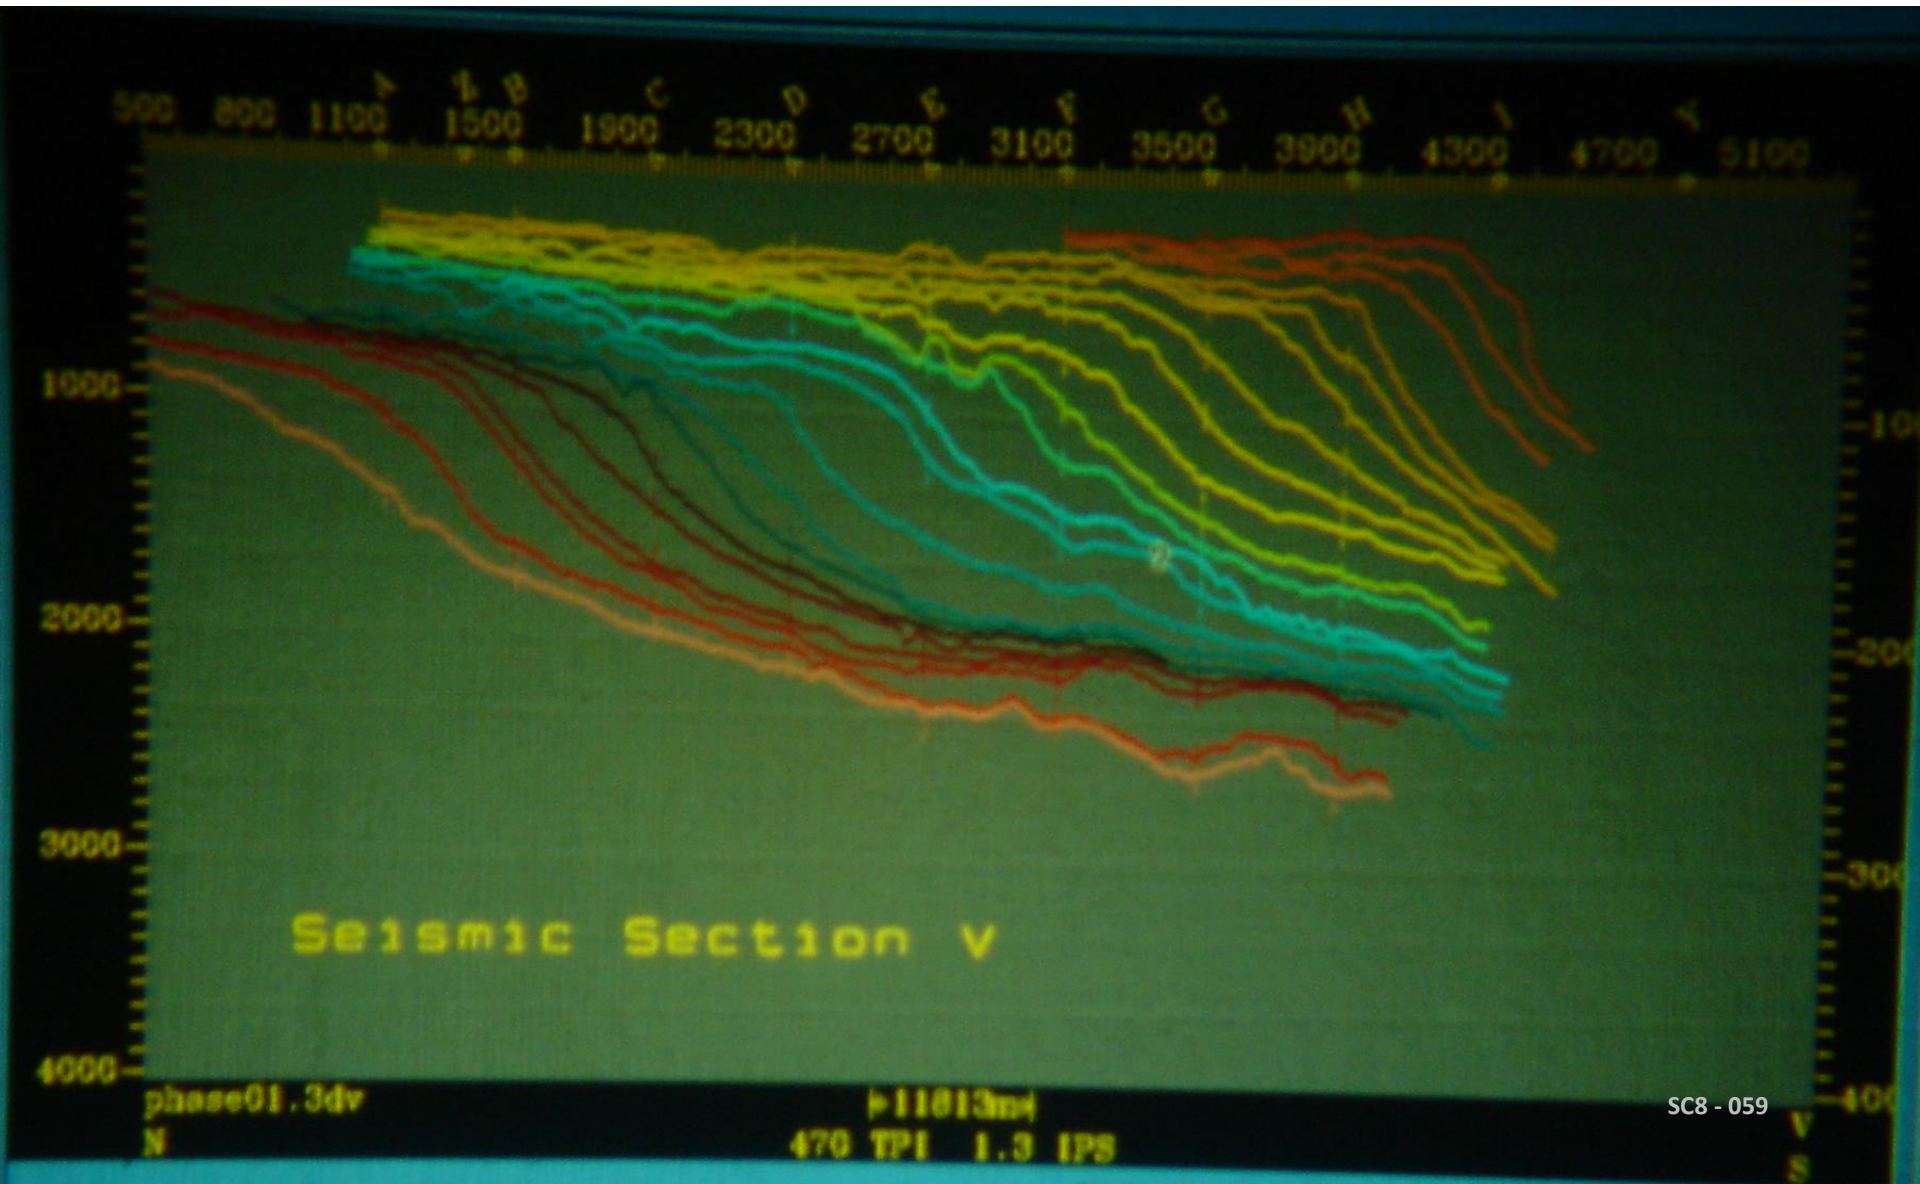 A Z B C D E F G H I Y
500 800 1100 1500 1900 2300 2700 3100 3500 3900 4300 4700 5100
1000
2000
3000
4000
Seismic Section V
phase01.3dv
N
470 TPI 1.3 IPS
SC8 - 059
V
S